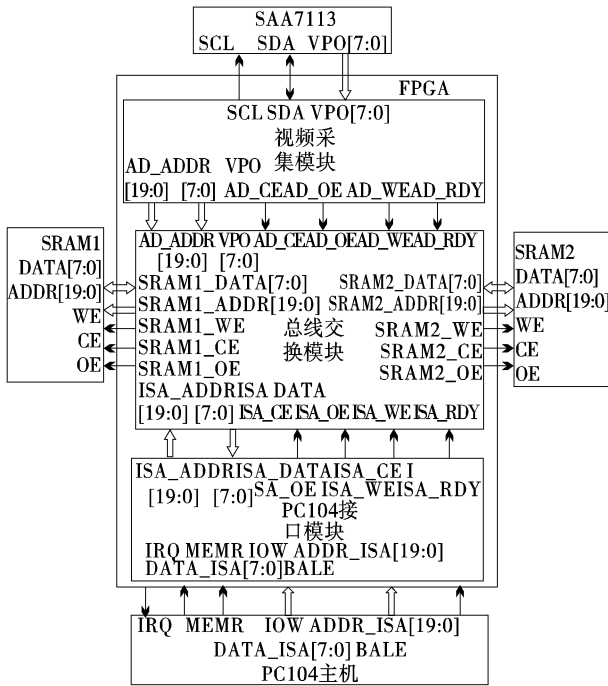 SAA7113
SCL SDA VPO[7:0]
FPGA
SCL SDA VPO[7:0]
视频采
集模块
AD_ADDR VPO
[19:0] [7:0] AD_CEAD_OE AD_WEAD_RDY
AD_ADDR VPO AD_CEAD_OEAD_WEAD_RDY
[19:0] [7:0]
SRAM1
DATA[7:0]
ADDR[19:0]
WE
CE
OE
SRAM1_DATA[7:0]
SRAM1_ADDR[19:0]
SRAM1_WE
SRAM1_CE
SRAM1_OE
总线交
换模块
SRAM2_DATA[7:0]
SRAM2_ADDR[19:0]
SRAM2_WE
SRAM2_CE
SRAM2_OE
SRAM2
DATA[7:0]
ADDR[19:0]
WE
CE
OE
ISA_ADDRISA DATA
[19:0] [7:0] ISA_CE ISA_OE ISA_WE ISA_RDY
ISA_ADDRISA_DATAISA_CE I
[19:0] [7:0] SA_OE ISA_WEISA_RDY
PC104接
口模块
IRQ MEMR IOW ADDR_ISA[19:0]
DATA_ISA[7:0]BALE
IRQ MEMR IOW ADDR_ISA[19:0]
DATA_ISA[7:0] BALE
PC104主机